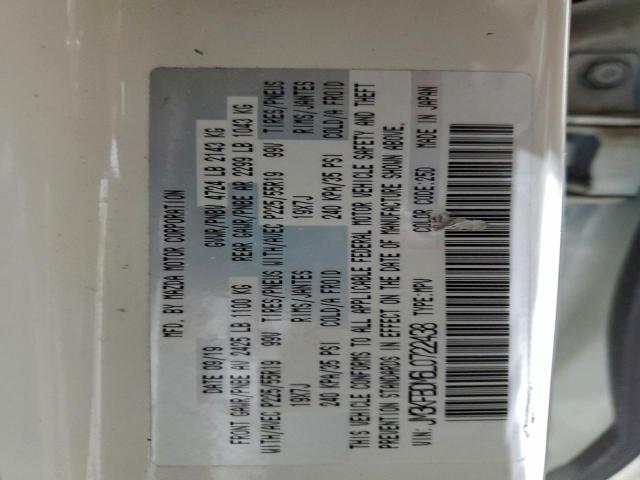 MFD. BY MAZDA MOTOR CORPORATION
DATE 09/19 GVWR/PNBV 4724 LB 2143 KG
FRONT GAWR/PNBE AV 2425 LB 1100 KG REAR GAWR/PNBE AR 2299 LB 1043 KG
WITH/AVEC P225/55R19 99V TIRES/PNEUS WITH/AVEC P225/55R19 99V TIRES/PNEUS
19X7J RIMS/JANTES 19X7J RIMS/JANTES
240 KPA/35 PSI COLD/A FROID 240 KPA/35 PSI COLD/A FROID
THIS VEHICLE CONFORMS TO ALL APPLICABLE FEDERAL MOTOR VEHICLE SAFETY AND THEFT
PREVENTION STANDARDS IN EFFECT ON THE DATE OF MANUFACTURE SHOWN ABOVE.
VIN: JM3KFBDM6L0722438 TYPE:MPV COLOR CODE:25D MADE IN JAPAN